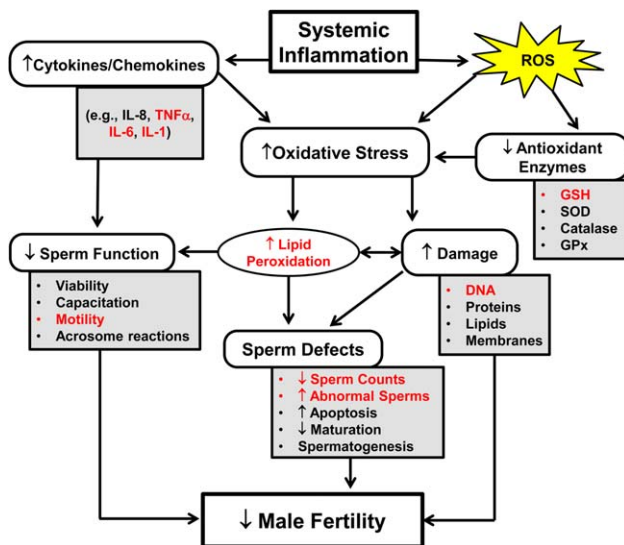 Systemic
Inflammation
↑Cytokines/Chemokines
ROS
(e.g., IL-8, TNFα,
IL-6, IL-1)
↑Oxidative Stress
↓ Antioxidant
Enzymes
• GSH
• SOD
• Catalase
• GPx
↓ Sperm Function
• Viability
• Capacitation
• Motility
• Acrosome reactions
↑ Lipid
Peroxidation
↑ Damage
• DNA
• Proteins
• Lipids
• Membranes
Sperm Defects
• ↓ Sperm Counts
• ↑ Abnormal Sperms
• ↑ Apoptosis
• ↓ Maturation
• Spermatogenesis
↓ Male Fertility